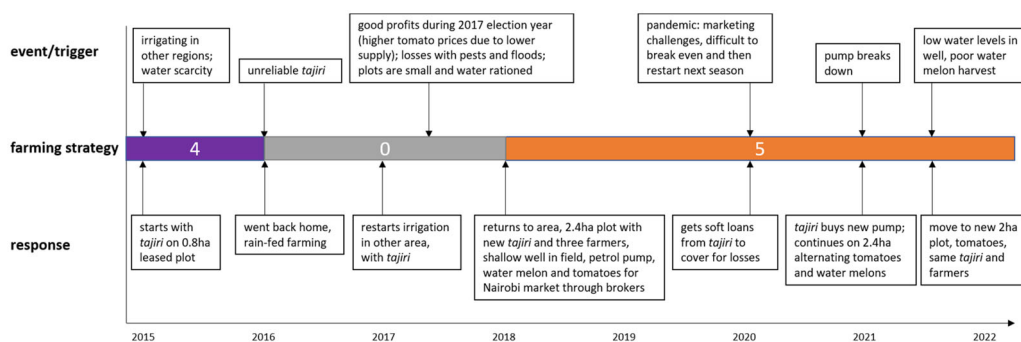 event/trigger
irrigating in
other regions;
water scarcity
unreliable tajiri
good profits during 2017 election year
(higher tomato prices due to lower
supply); losses with pests and floods;
plots are small and water rationed
pandemic: marketing
challenges, difficult to
break even and then
restart next season
pump breaks
down
low water levels in
well, poor water
melon harvest
farming strategy
4
0
5
response
starts with
tajiri on 0.8ha
leased plot
went back home,
rain-fed farming
restarts irrigation
in other area,
with tajiri
returns to area, 2.4ha plot with
new tajiri and three farmers,
shallow well in field, petrol pump,
water melon and tomatoes for
Nairobi market through brokers
gets soft loans
from tajiri to
cover for losses
tajiri buys new pump;
continues on 2.4ha
alternating tomatoes
and water melons
move to new 2ha
plot, tomatoes,
same tajiri and
farmers
2015 2016 2017 2018 2019 2020 2021 2022